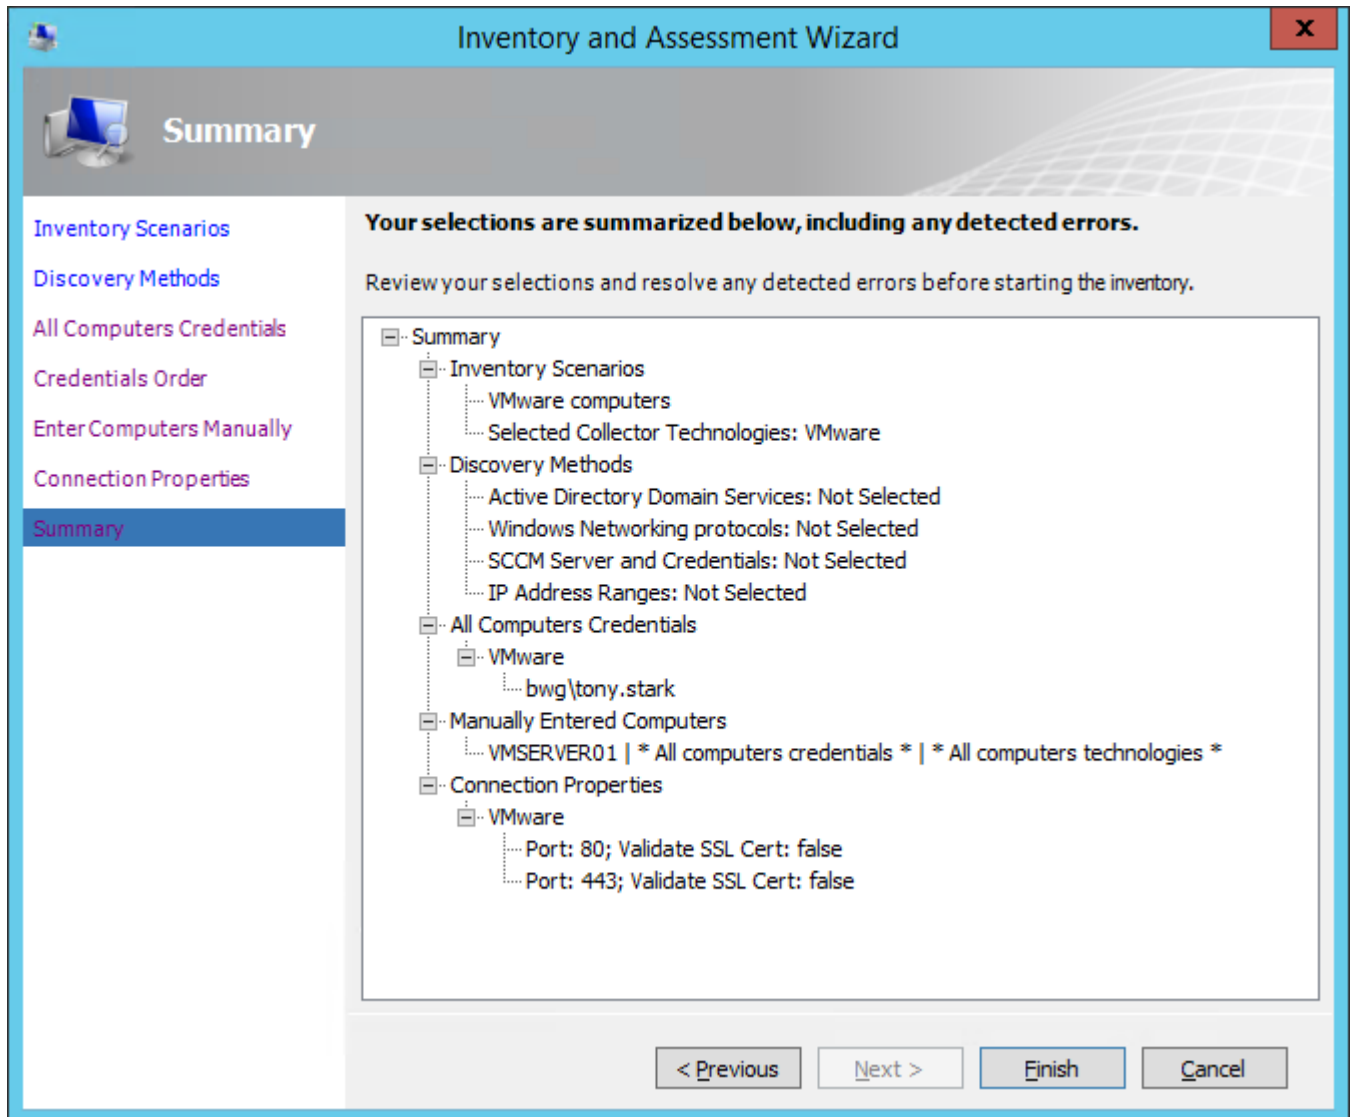 Inventory and Assessment Wizard
X
Summary
Inventory Scenarios
Discovery Methods
All Computers Credentials
Credentials Order
Enter Computers Manually
Connection Properties
Summary
Your selections are summarized below, including any detected errors.
Review your selections and resolve any detected errors before starting the inventory.
Summary
Inventory Scenarios
VMware computers
Selected Collector Technologies: VMware
Discovery Methods
Active Directory Domain Services: Not Selected
Windows Networking protocols: Not Selected
SCCM Server and Credentials: Not Selected
IP Address Ranges: Not Selected
All Computers Credentials
VMware
bwg\tony.stark
Manually Entered Computers
VMSERVER01 | * All computers credentials * | * All computers technologies *
Connection Properties
VMware
Port: 80; Validate SSL Cert: false
Port: 443; Validate SSL Cert: false
< Previous
Next >
Finish
Cancel